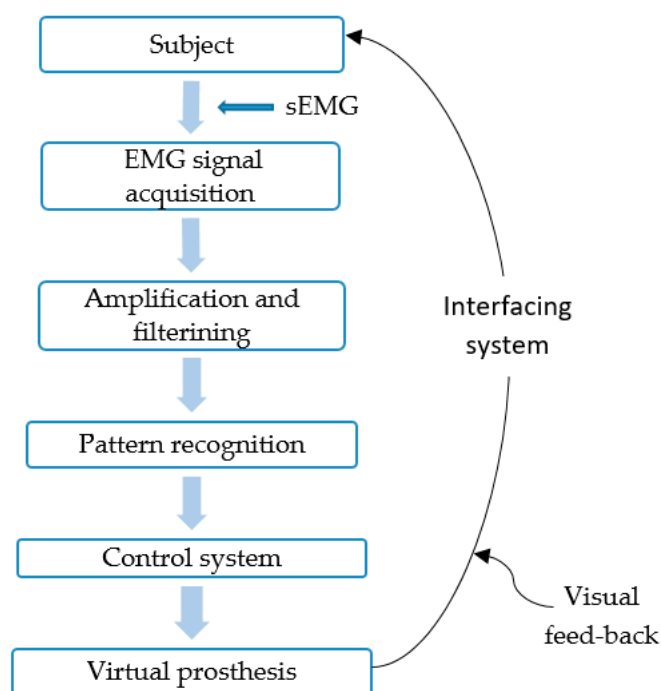 Subject
sEMG
EMG signal
acquisition
Amplification and
filterining
Pattern recognition
Control system
Virtual prosthesis
Interfacing
system
Visual
feed-back